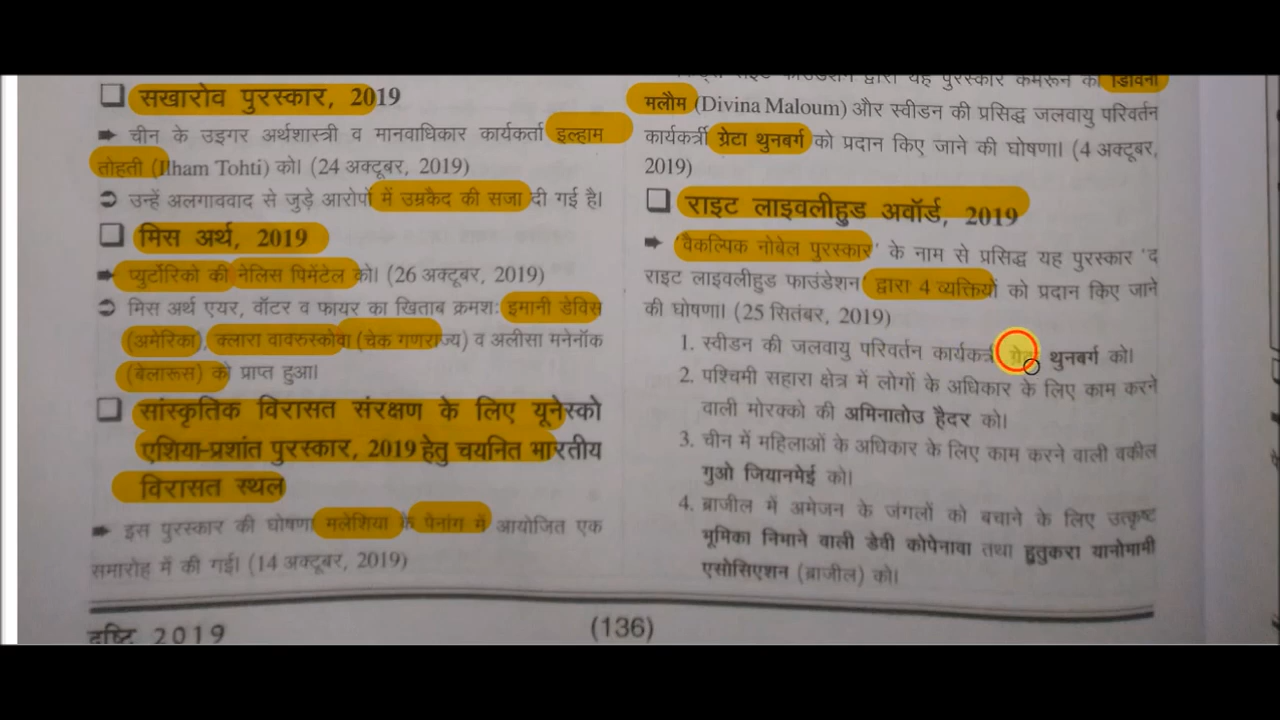 सखारोव पुरस्कार, 2019
चीन के उइगर अर्थशास्त्री व मानवाधिकार कार्यकर्ता इल्हाम
तोहती (Ilham Tohti) को। (24 अक्टूबर, 2019)
उन्हें अलगाववाद से जुड़े आरोपों में उम्रकैद की सजा दी गई है।
मिस अर्थ, 2019
प्युर्टोरिको की नेलिस पिमेंटेल को। (26 अक्टूबर, 2019)
मिस अर्थ एयर, वॉटर व फायर का खिताब क्रमशः इमानी डेविस
(अमेरिका), क्लारा वावरुस्कोवा (चेक गणराज्य) व अलीसा मनेनॉक
(बेलारूस) को प्राप्त हुआ।
सांस्कृतिक विरासत संरक्षण के लिए यूनेस्को
एशिया-प्रशांत पुरस्कार, 2019 हेतु चयनित भारतीय
विरासत स्थल
इस पुरस्कार की घोषणा मलेशिया के पेनांग में आयोजित एक
समारोह में की गई। (14 अक्टूबर, 2019)
द्वारा यह पुरस्कार कैमरून की डिविना
मलौम (Divina Maloum) और स्वीडन की प्रसिद्ध जलवायु परिवर्तन
कार्यकर्त्री ग्रेटा थुनबर्ग को प्रदान किए जाने की घोषणा। (4 अक्टूबर,
2019)
राइट लाइवलीहुड अवॉर्ड, 2019
'वैकल्पिक नोबेल पुरस्कार' के नाम से प्रसिद्ध यह पुरस्कार 'द
राइट लाइवलीहुड फाउंडेशन' द्वारा 4 व्यक्तियों को प्रदान किए जाने
की घोषणा। (25 सितंबर, 2019)
1. स्वीडन की जलवायु परिवर्तन कार्यकर्त्री ग्रेटा थुनबर्ग को।
2. पश्चिमी सहारा क्षेत्र में लोगों के अधिकार के लिए काम करने
वाली मोरक्को की अमिनातोउ हैदर को।
3. चीन में महिलाओं के अधिकार के लिए काम करने वाली वकील
गुओ जियानमेई को।
4. ब्राजील में अमेजन के जंगलों को बचाने के लिए उत्कृष्ट
भूमिका निभाने वाली डेवी कोपेनावा तथा हुतुकरा यानोमामी
एसोसिएशन (ब्राजील) को।
दृष्टि 2019
(136)